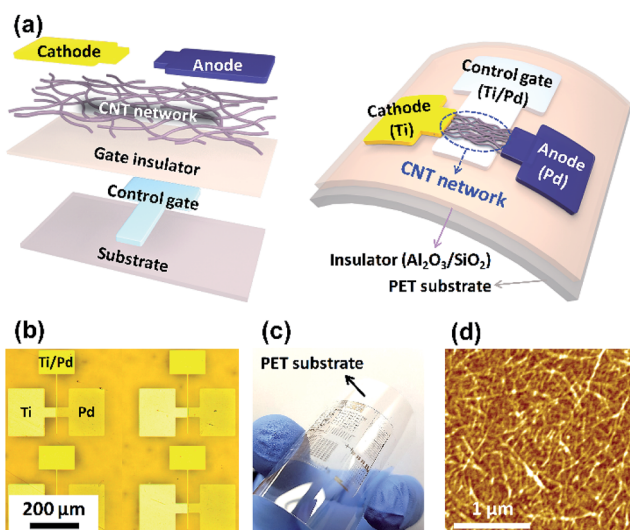 (a)
Cathode
Anode
CNT network
Gate insulator
Control gate
Substrate
Control gate
(Ti/Pd)
Cathode
(Ti)
Anode
(Pd)
CNT network
Insulator (Al₂O₃/SiO₂)
PET substrate
(b)
Ti/Pd
Ti
Pd
200 μm
(c)
PET substrate
(d)
1 μm